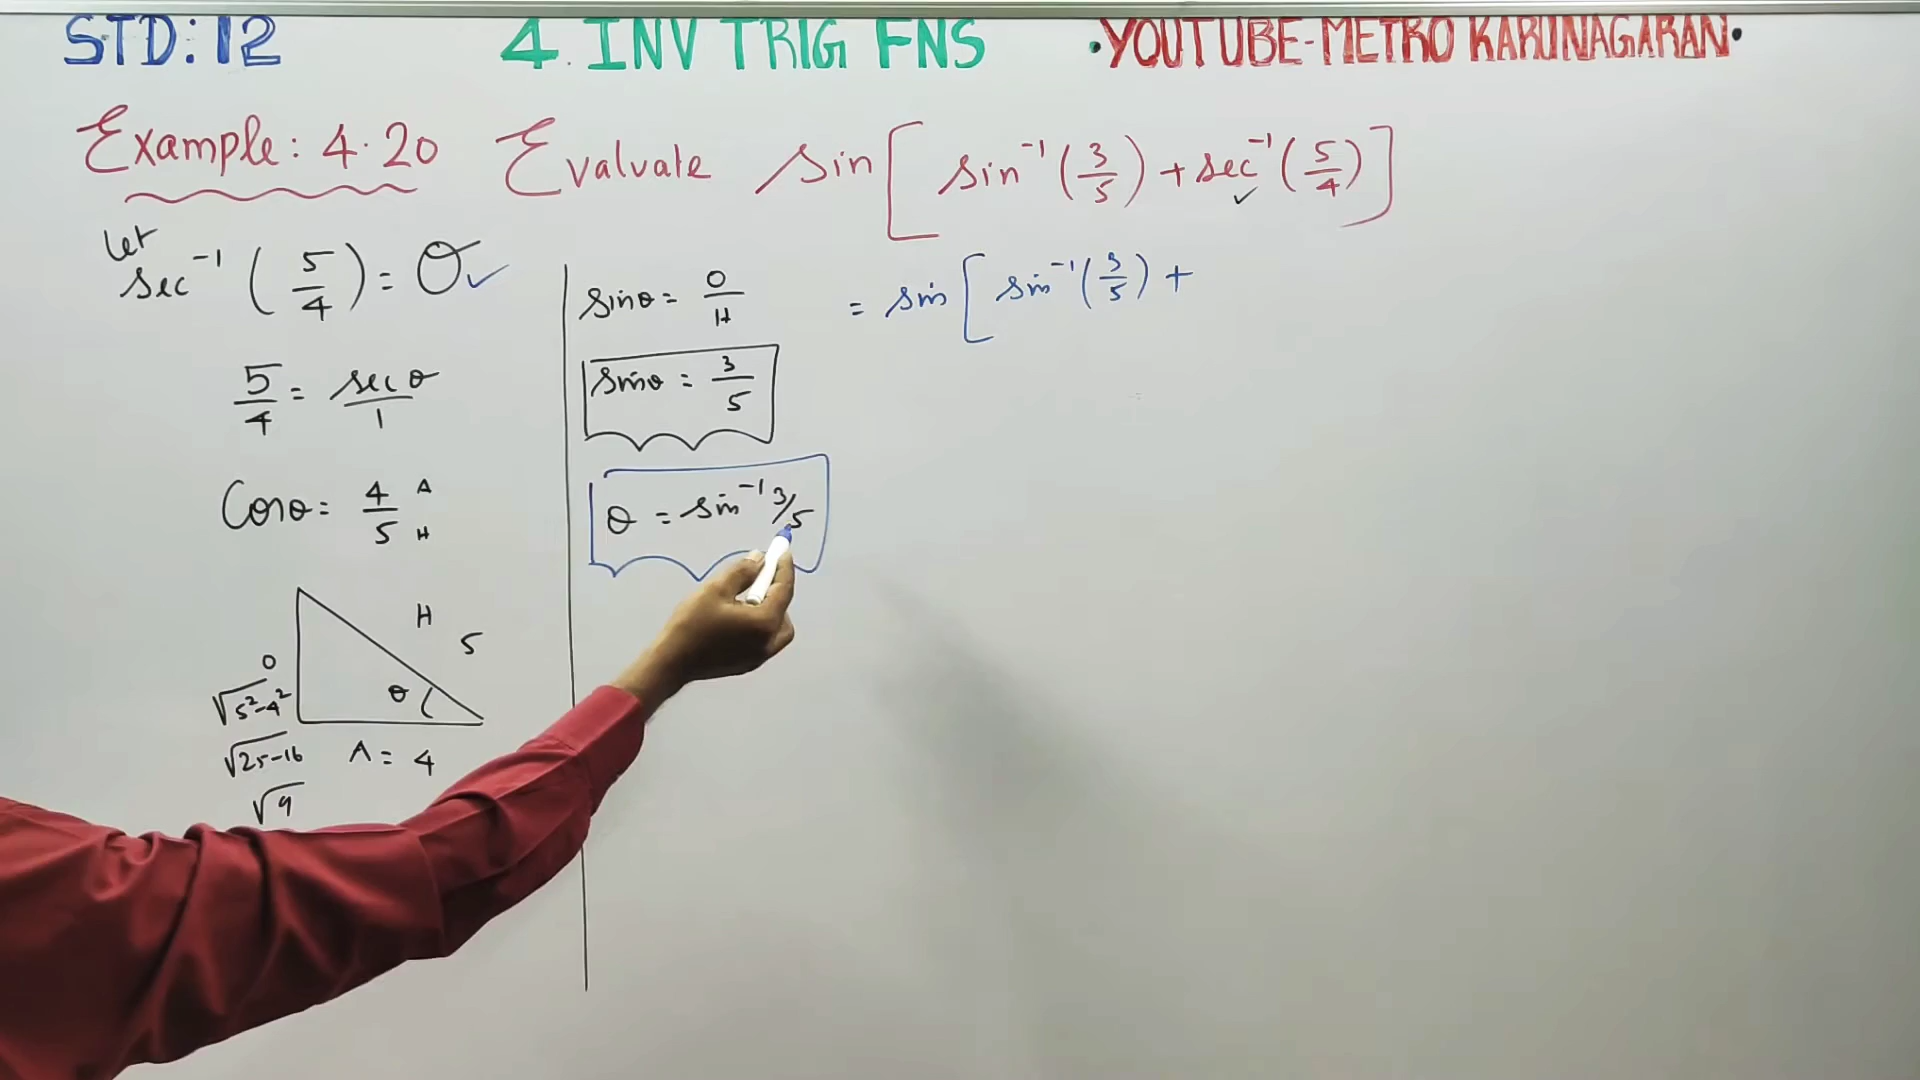 STD: 12 4. INV TRIG FNS •YOUTUBE-METRO KARUNAGARAN•
Example: 4.20 Evalvate sin[sin⁻¹(3/5)+sec⁻¹(5/4)]
let
sec⁻¹(5/4)= θ✓
5/4 = secθ/1
Cosθ= 4/5 A H
H
5
O
θ
√5²-4²
√25-16
A= 4
√9
sinθ= O/H
sinθ = 3/5
θ = sin⁻¹ 3/5
= sin[sin⁻¹(3/5) +